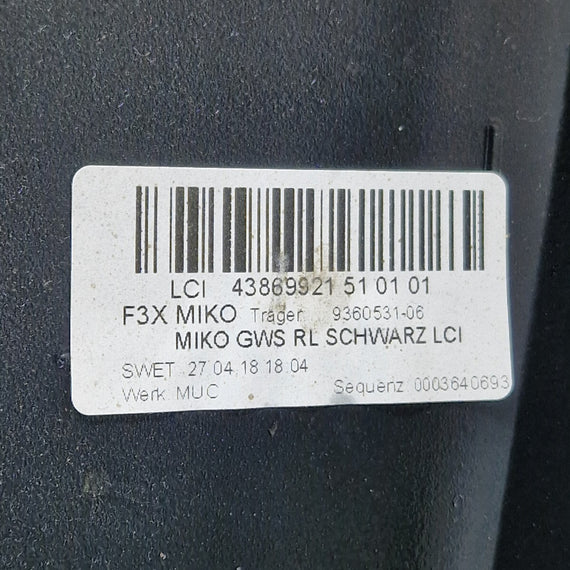 LCI 43869921 51 01 01
F3X MIKO Träger: 9360531-06
MIKO GWS RL SCHWARZ LCI
SWET 27 04 18 18:04
Werk: MUC Sequenz 0003640693